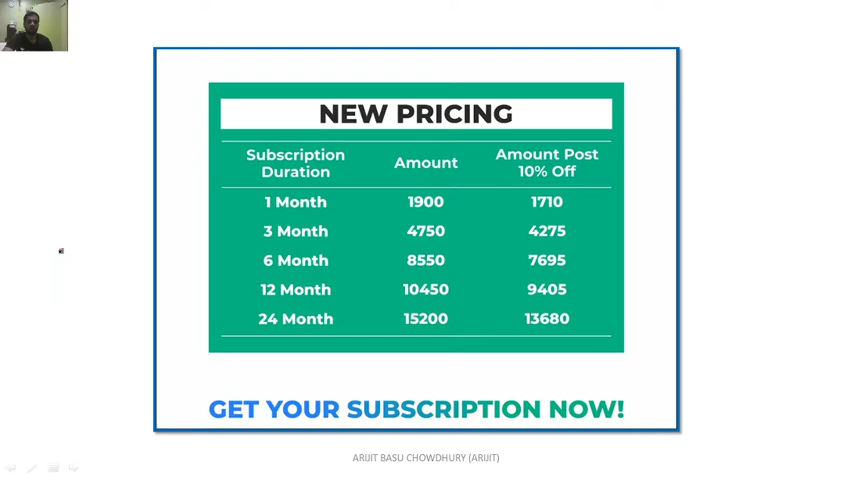 NEW PRICING
Subscription Duration Amount Amount Post 10% Off
1 Month 1900 1710
3 Month 4750 4275
6 Month 8550 7695
12 Month 10450 9405
24 Month 15200 13680
GET YOUR SUBSCRIPTION NOW!
ARIJIT BASU CHOWDHURY (ARIJIT)